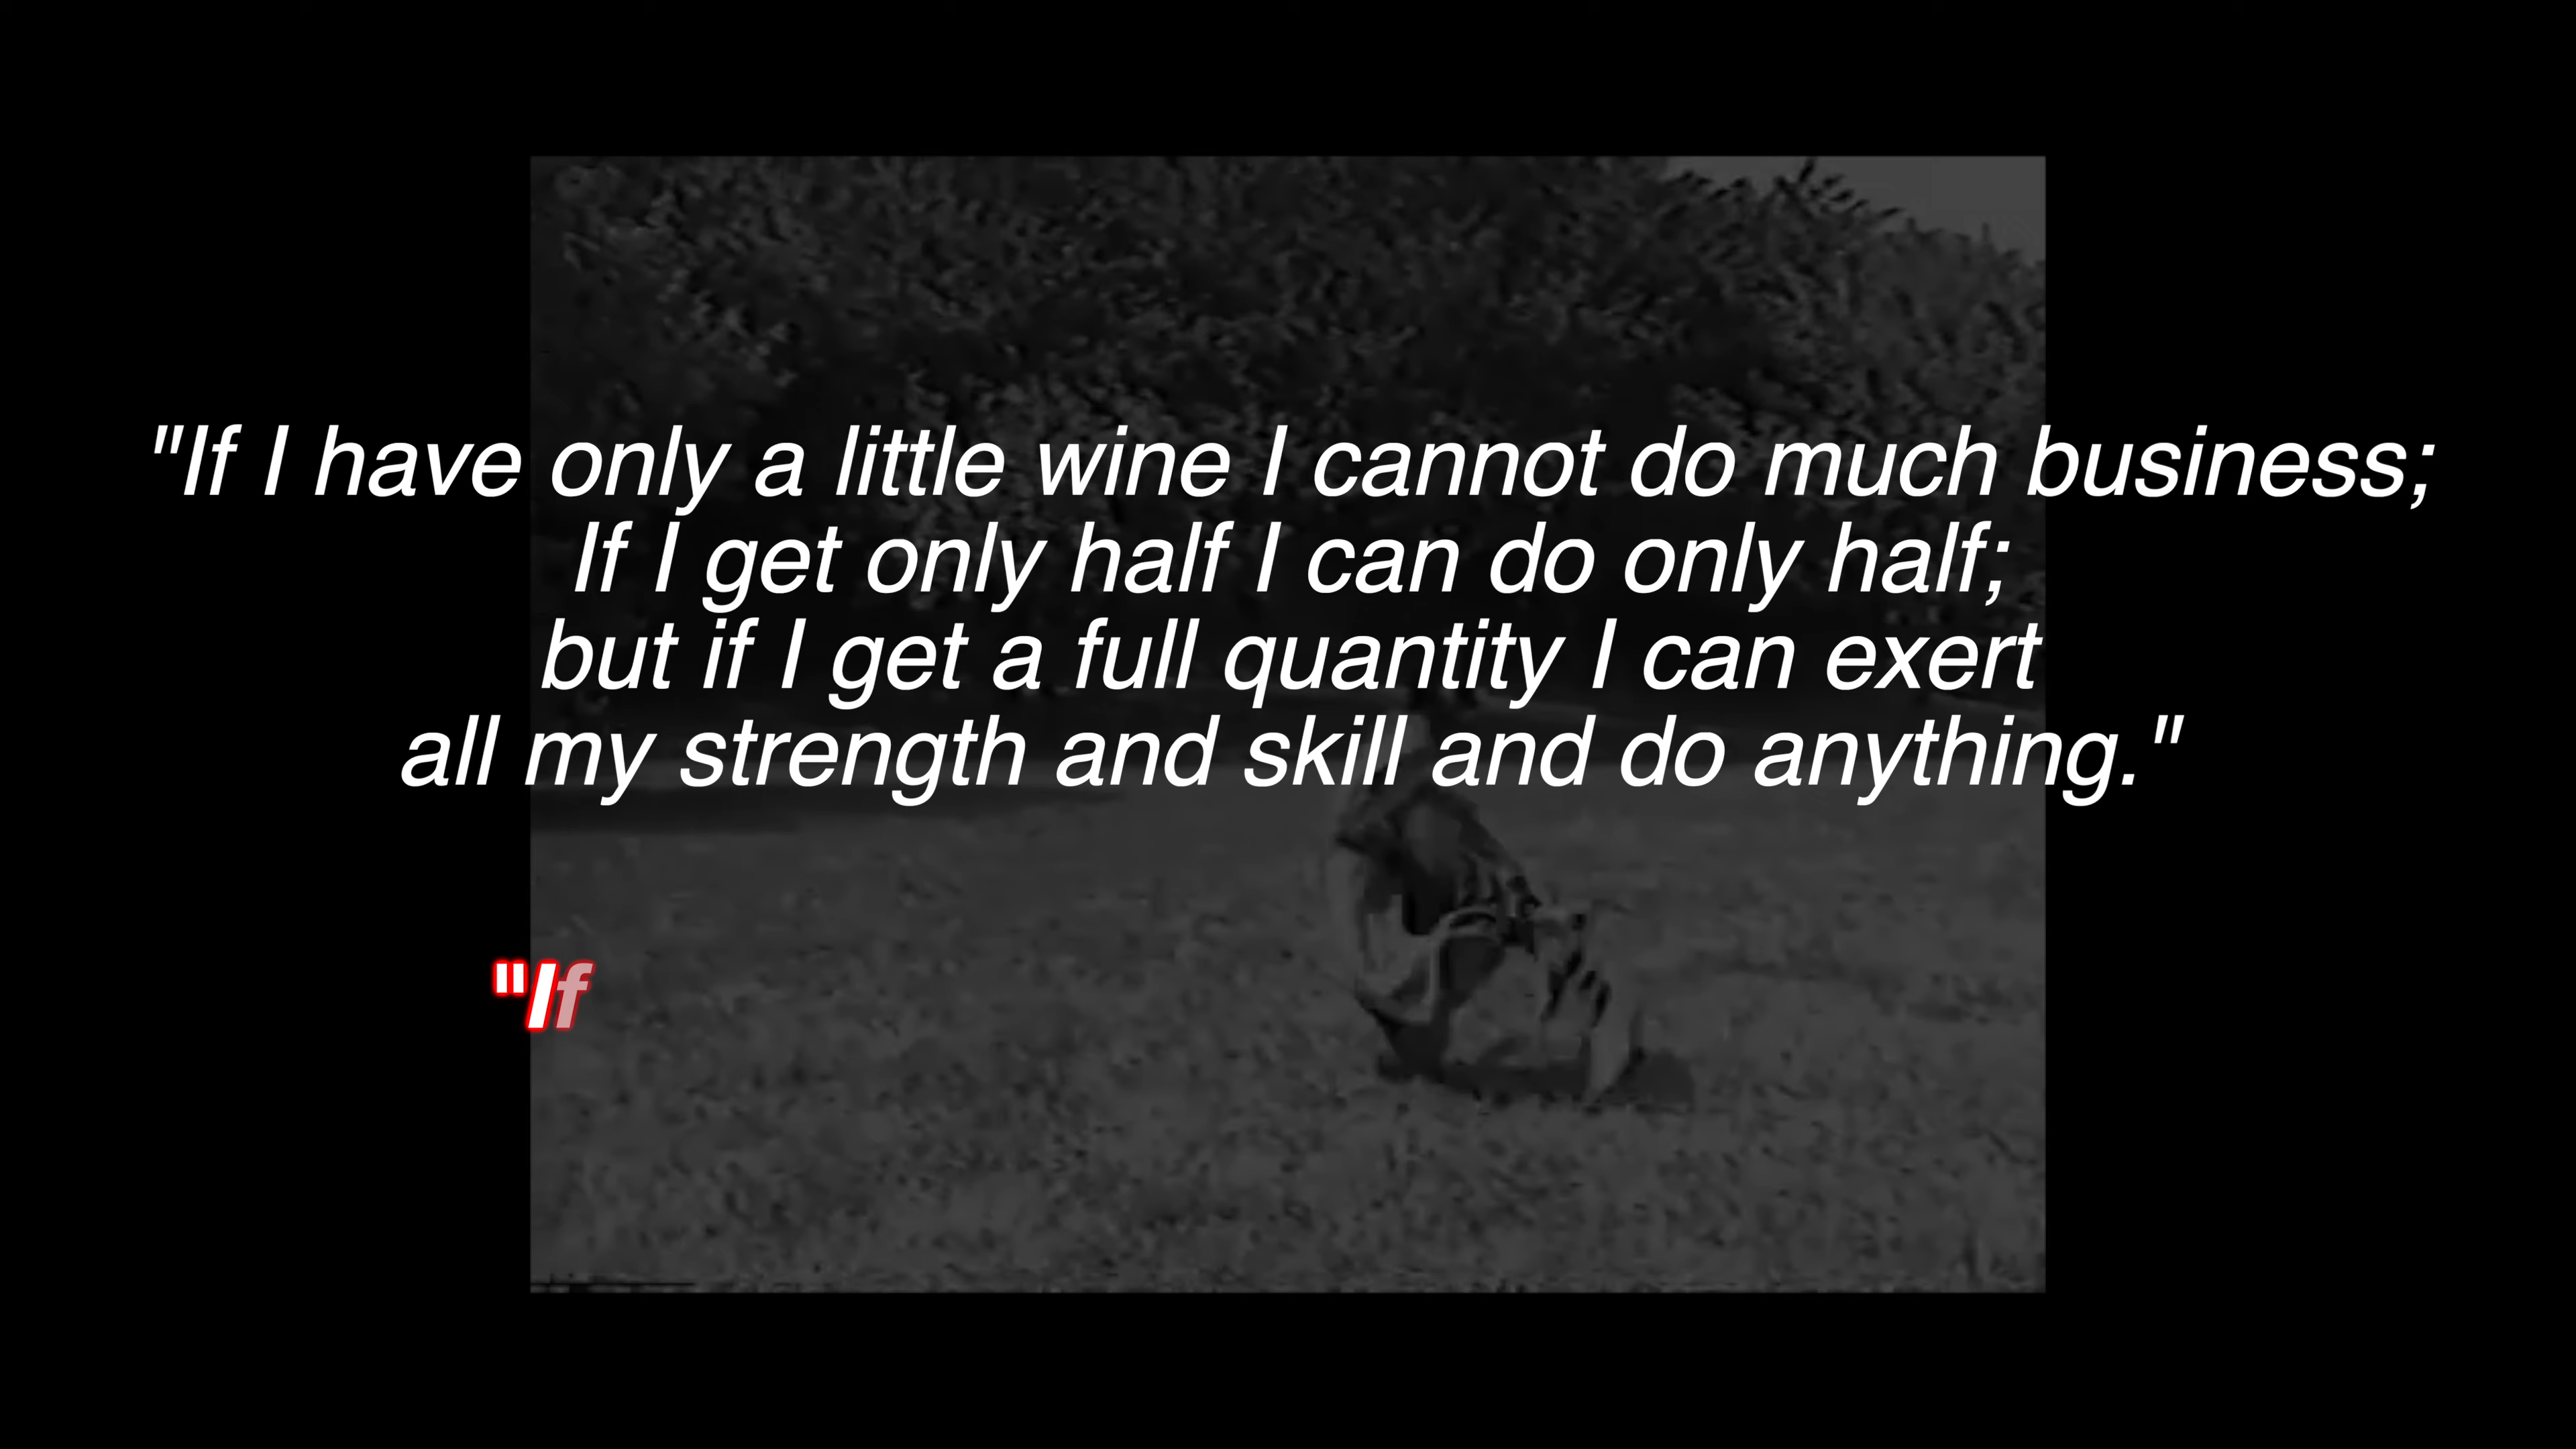 "If I have only a little wine I cannot do much business;
If I get only half I can do only half;
but if I get a full quantity I can exert
all my strength and skill and do anything."
"If